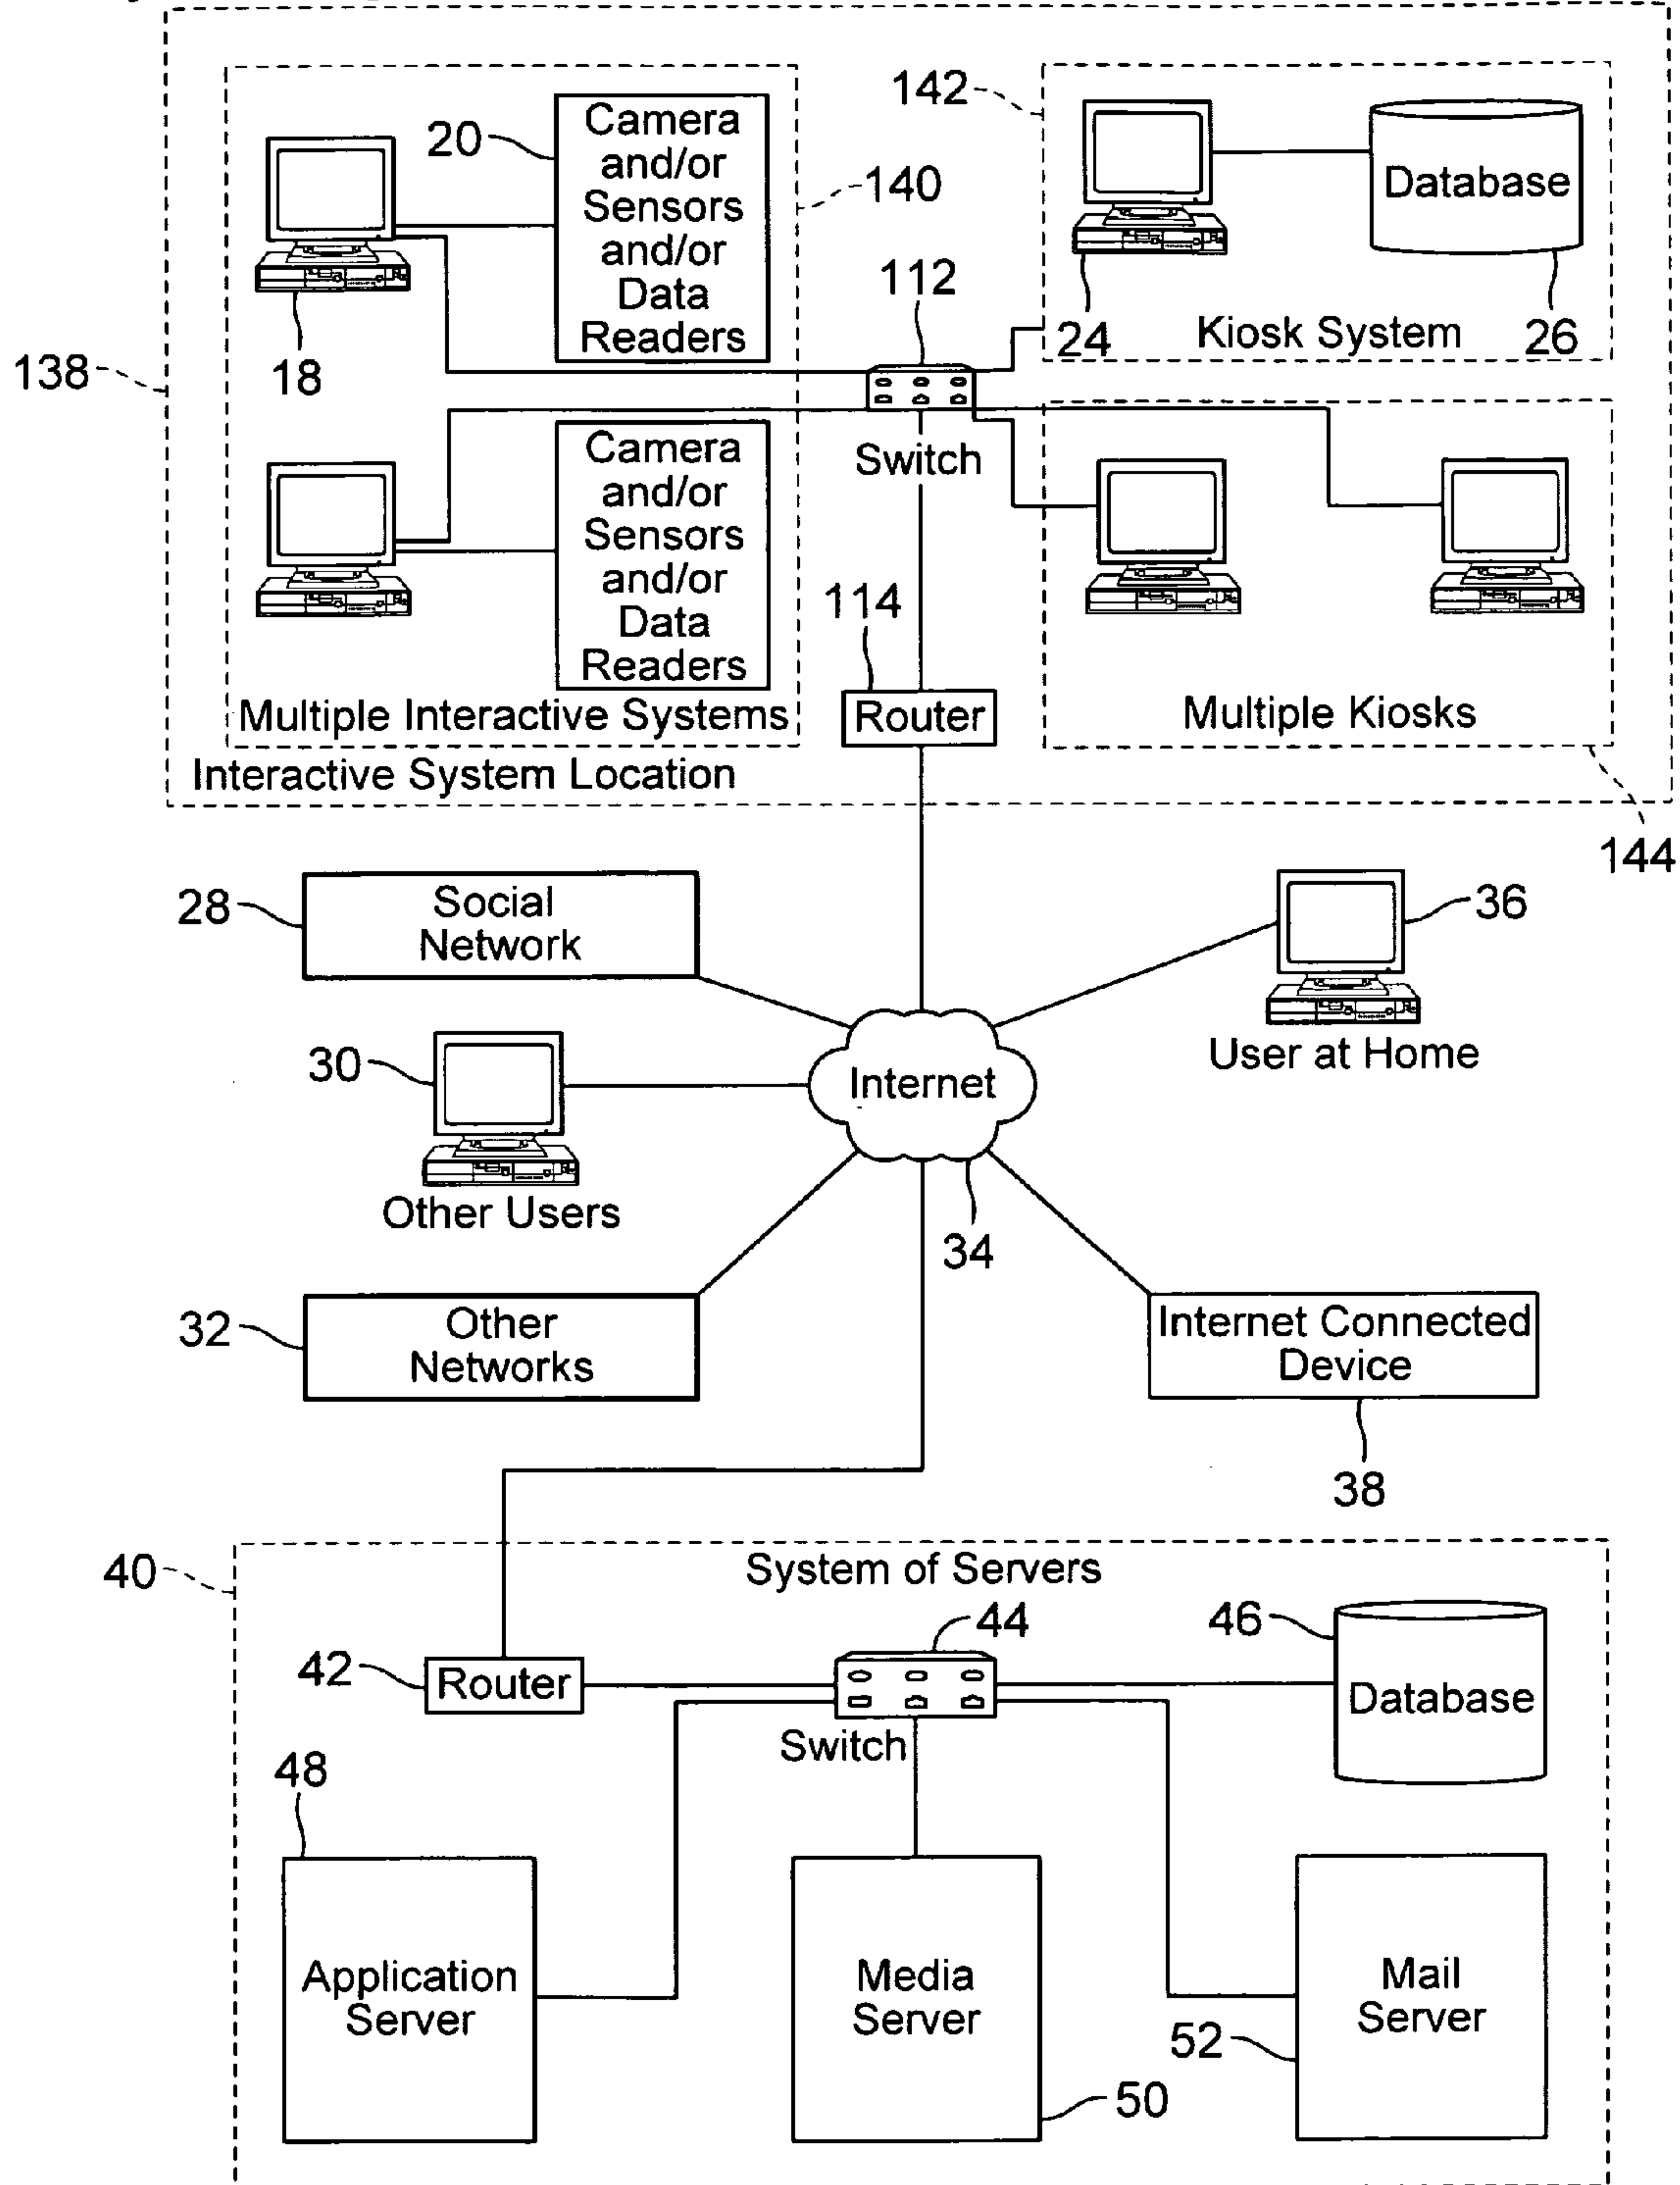 142
20
Camera
and/or
Sensors
and/or
Data
Readers
140
Database
112
24
Kiosk System
26
138
18
Switch
Camera
and/or
Sensors
and/or
Data
Readers
114
Router
Multiple Interactive Systems
Multiple Kiosks
Interactive System Location
144
28
Social
Network
36
User at Home
30
Internet
Other Users
34
32
Other
Networks
Internet Connected
Device
38
40
System of Servers
44
46
42
Router
Database
Switch
48
Application
Server
Media
Server
Mail
Server
52
50